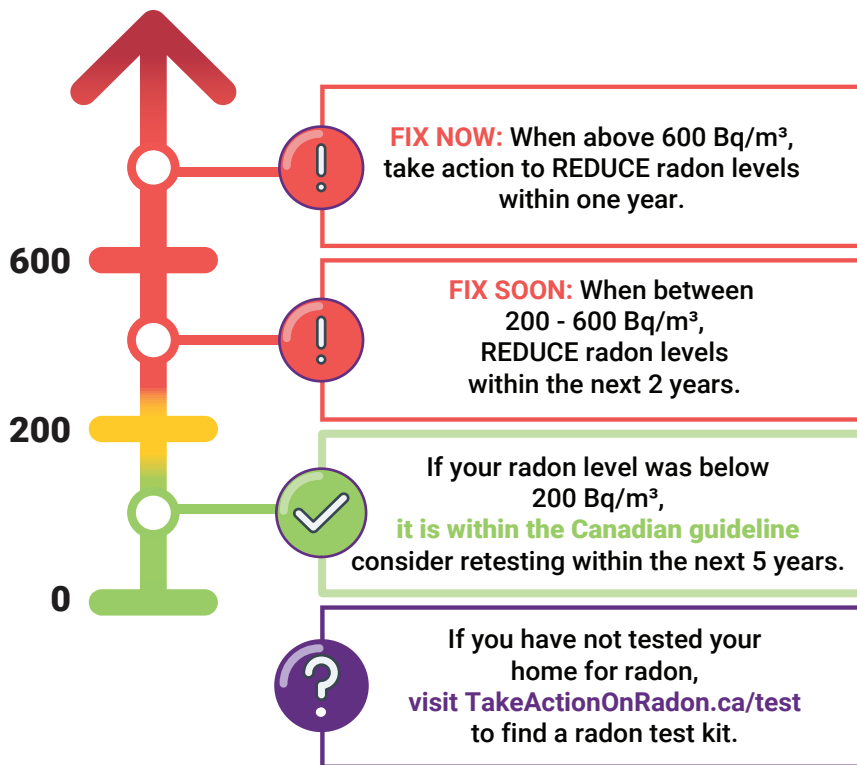 FIX NOW: When above 600 Bq/m³,
take action to REDUCE radon levels
within one year.
600
FIX SOON: When between
200 - 600 Bq/m³,
REDUCE radon levels
within the next 2 years.
200
If your radon level was below
200 Bq/m³,
it is within the Canadian guideline
consider retesting within the next 5 years.
0
If you have not tested your
home for radon,
visit TakeActionOnRadon.ca/test
to find a radon test kit.